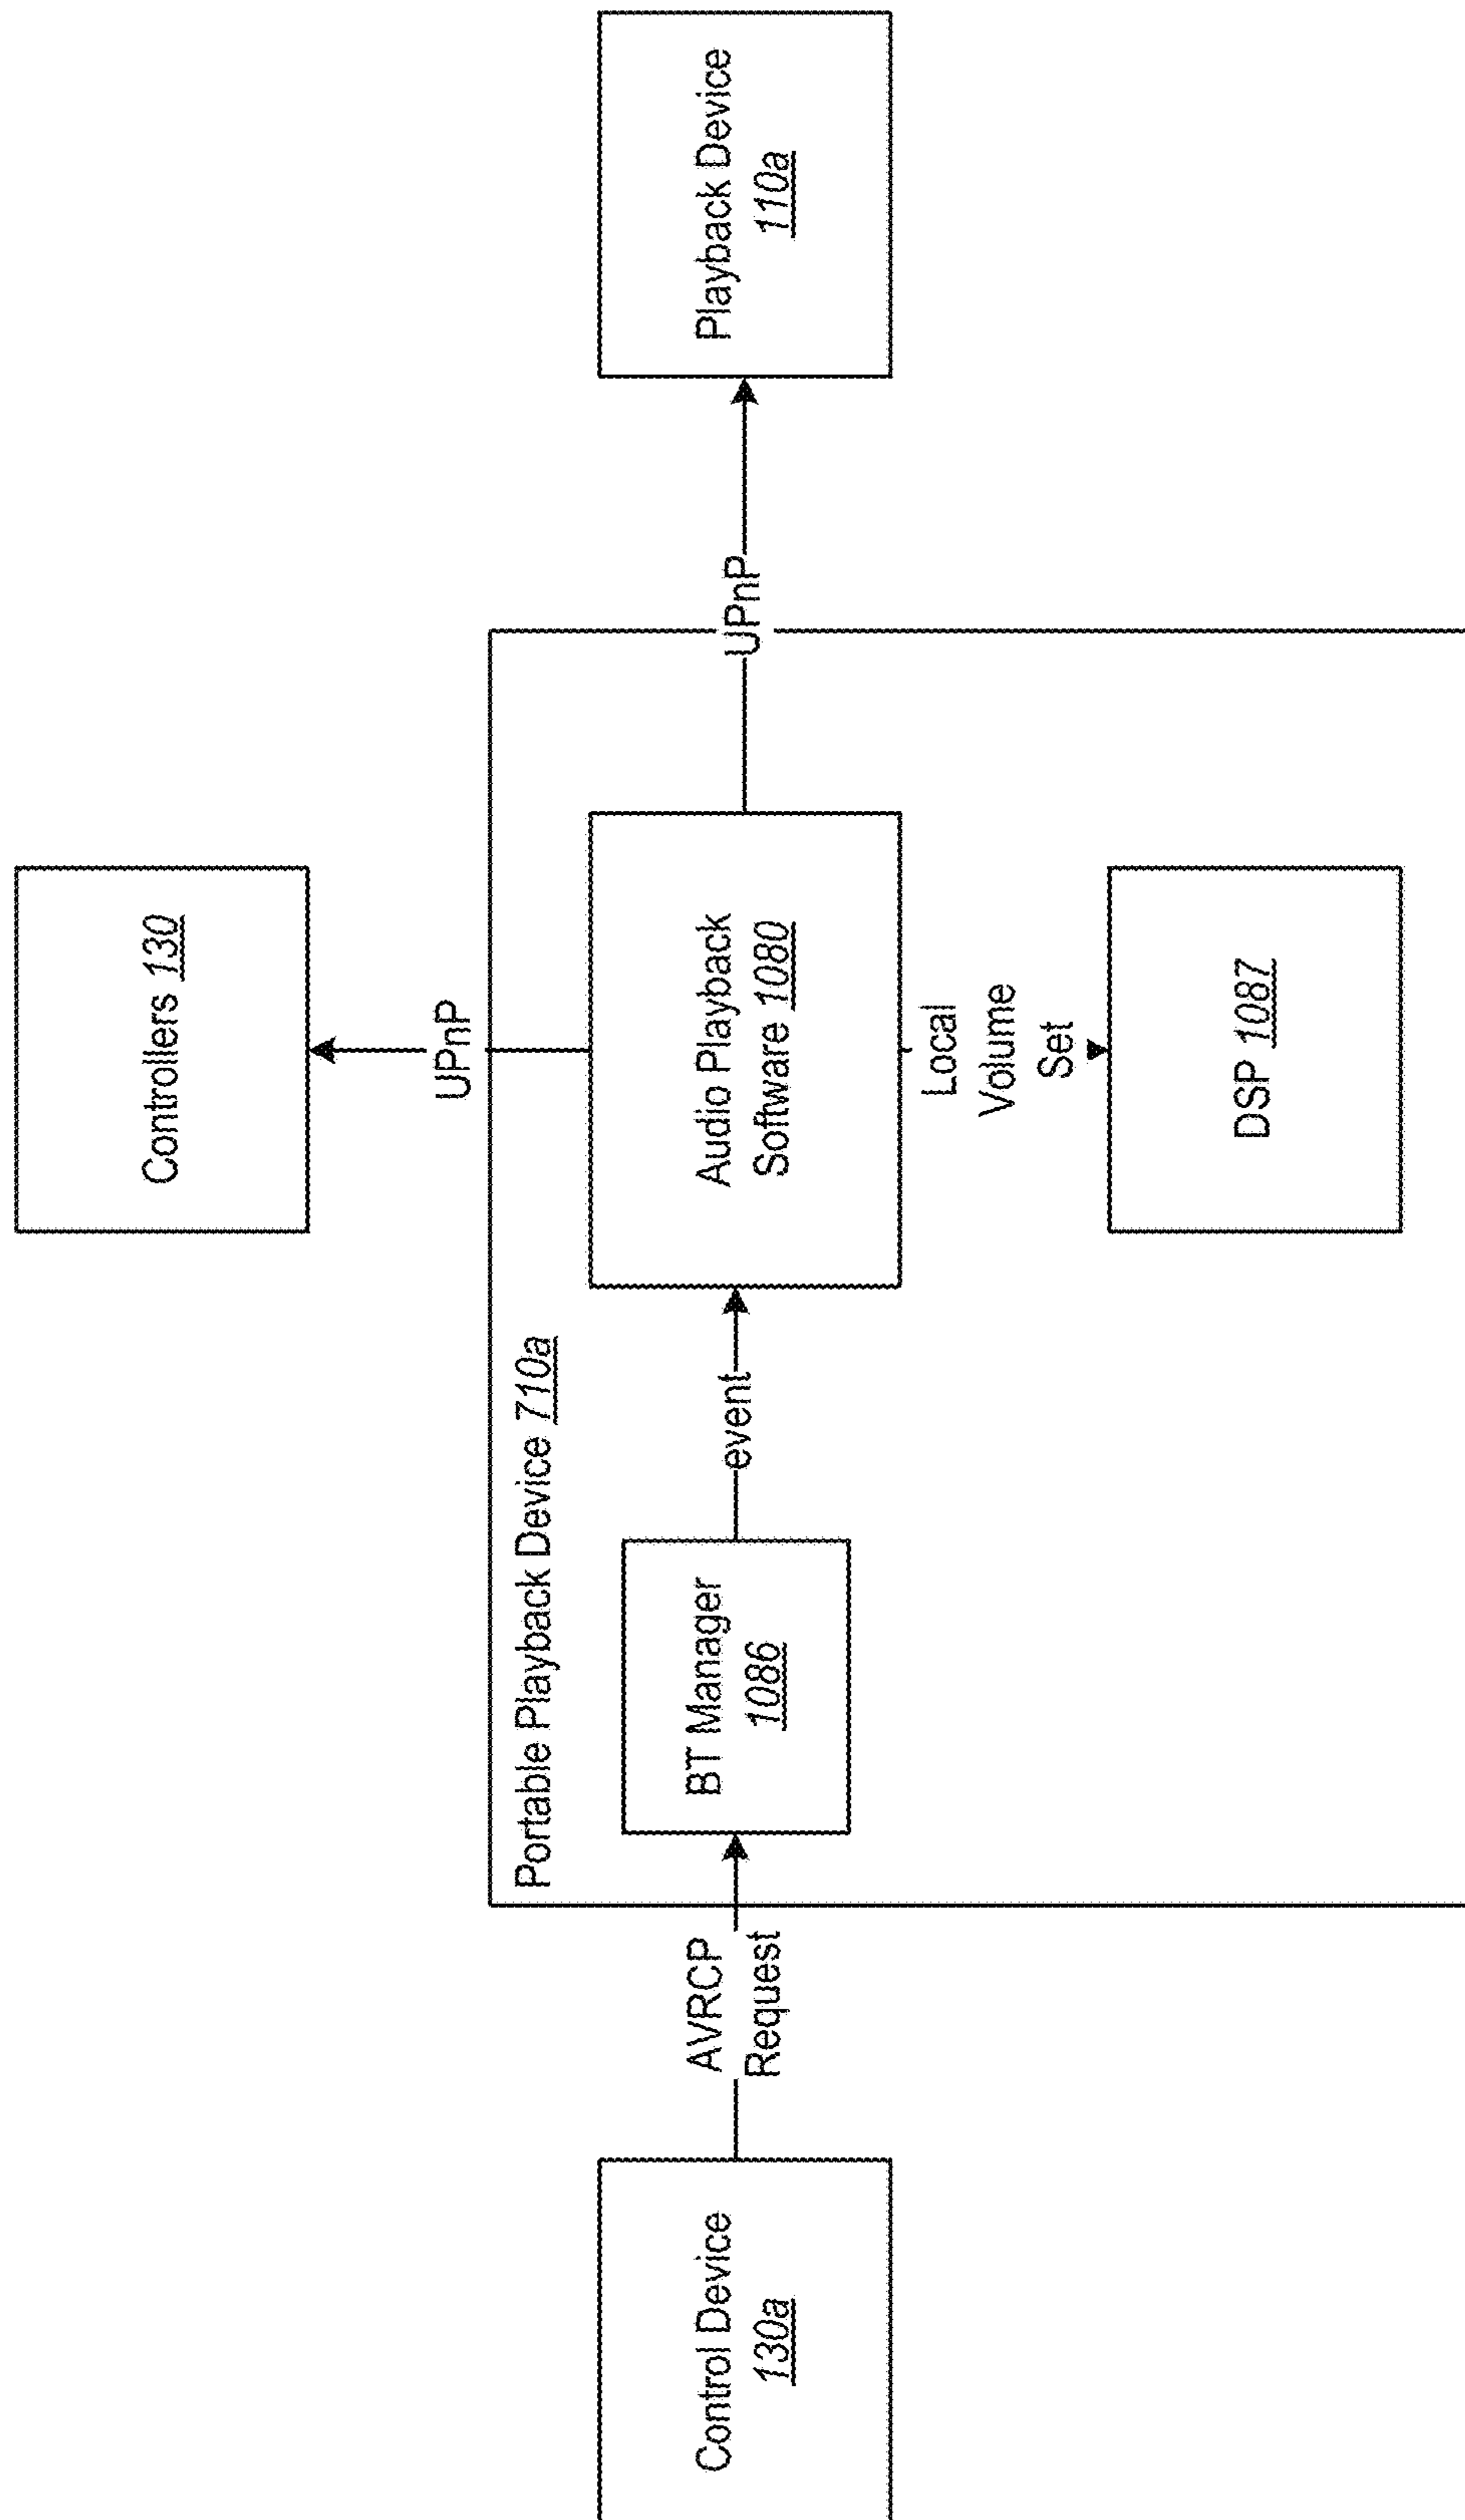 Controllers 130
UPnP
Portable Playback Device 710a
Control Device
130a
AVRCP
Request
BT Manager
1086
event
Audio Playback
Software 1080
UPnP
Playback Device
110a
Local
Volume
Set
DSP 1087